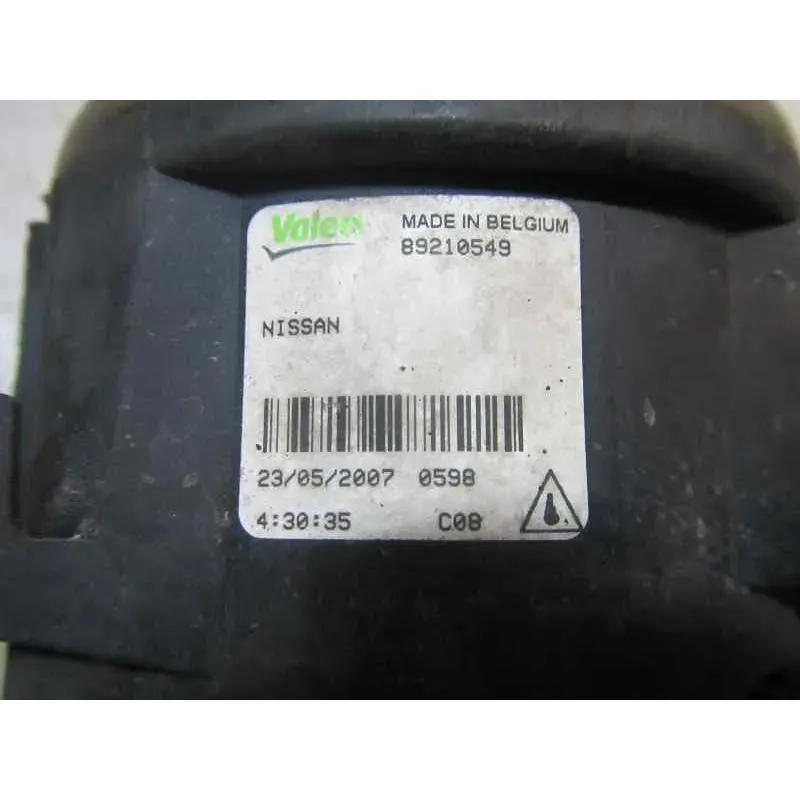 Valeo
MADE IN BELGIUM
89210549
NISSAN
23/05/2007 0598
4:30:35 C08